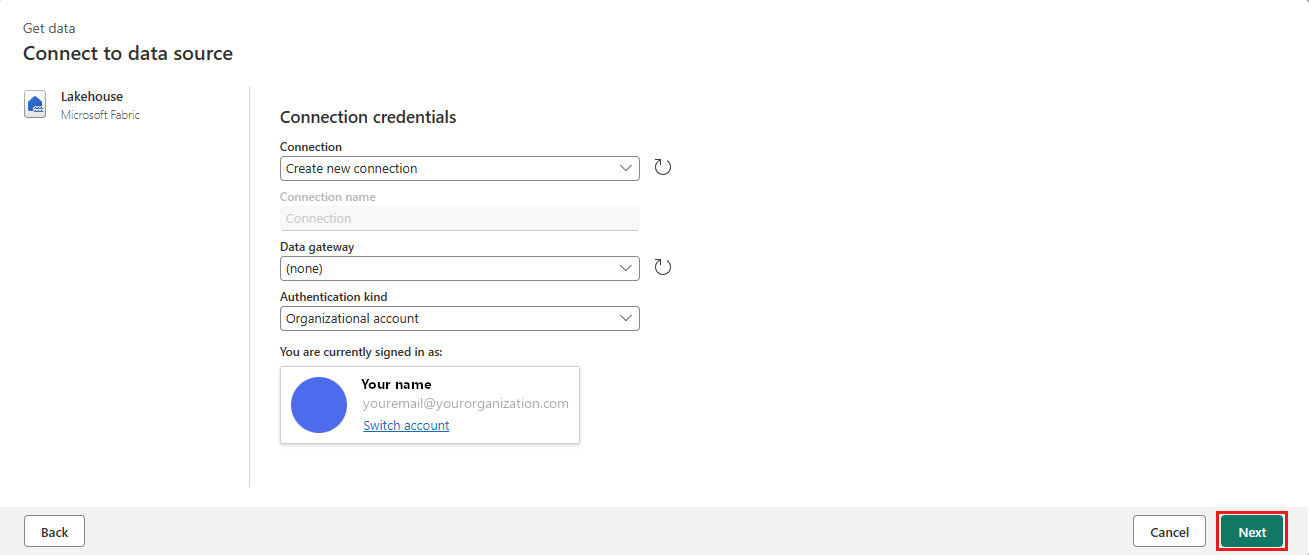 Get data
Connect to data source
Lakehouse
Microsoft Fabric
Connection credentials
Connection
Create new connection
Connection name
Connection
Data gateway
(none)
Authentication kind
Organizational account
You are currently signed in as:
Your name
youremail@yourorganization.com
Switch account
Back
Cancel
Next